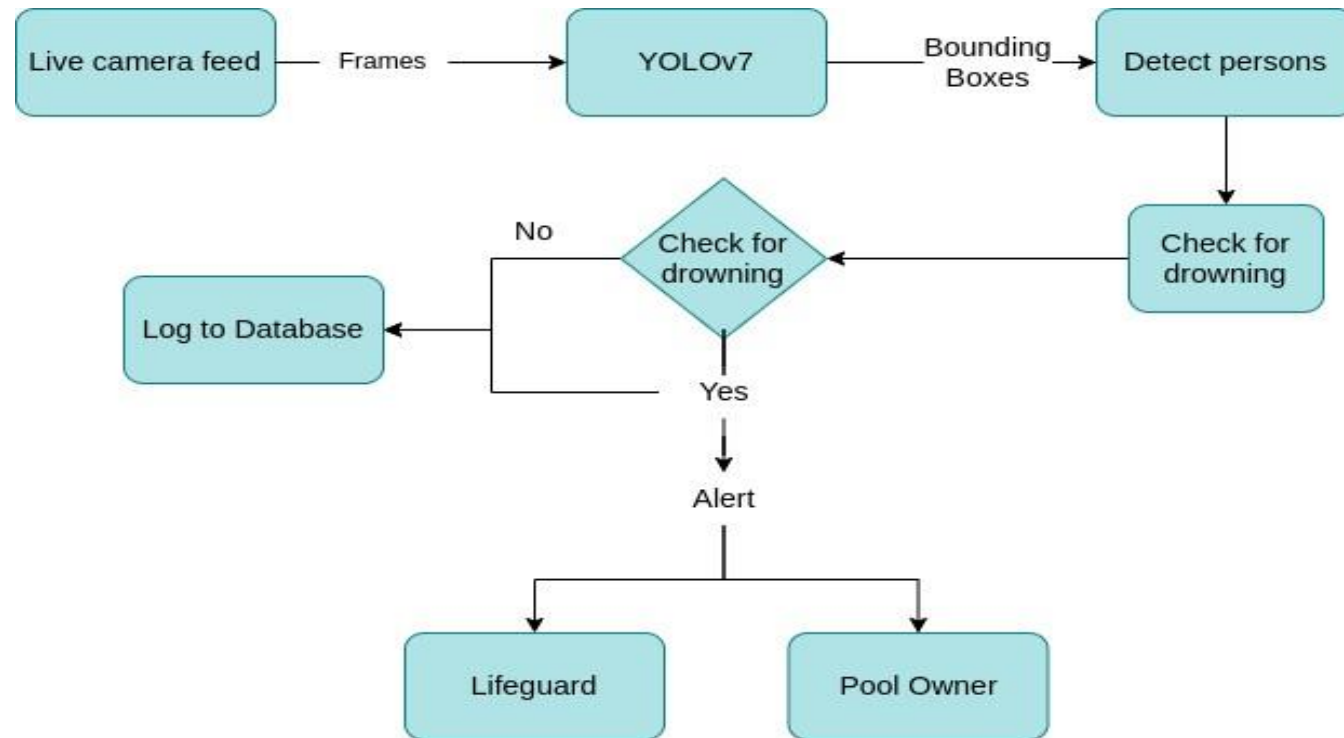 Live camera feed
Frames
YOLOv7
Bounding
Boxes
Detect persons
No
Check for
drowning
Check for
drowning
Log to Database
Yes
Alert
Lifeguard
Pool Owner